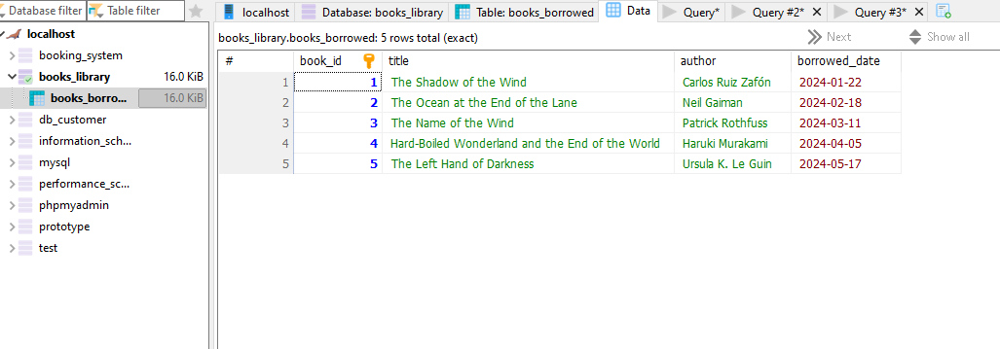 Database filter Table filter
localhost Database: books_library Table: books_borrowed Data Query* Query #2* Query #3*
localhost
booking_system
books_library 16.0 KiB
books_borro... 16.0 KiB
db_customer
information_sch...
mysql
performance_sc...
phpmyadmin
prototype
test
books_library.books_borrowed: 5 rows total (exact) Next Show all
# book_id title author borrowed_date
1 1 The Shadow of the Wind Carlos Ruiz Zafón 2024-01-22
2 2 The Ocean at the End of the Lane Neil Gaiman 2024-02-18
3 3 The Name of the Wind Patrick Rothfuss 2024-03-11
4 4 Hard-Boiled Wonderland and the End of the World Haruki Murakami 2024-04-05
5 5 The Left Hand of Darkness Ursula K. Le Guin 2024-05-17